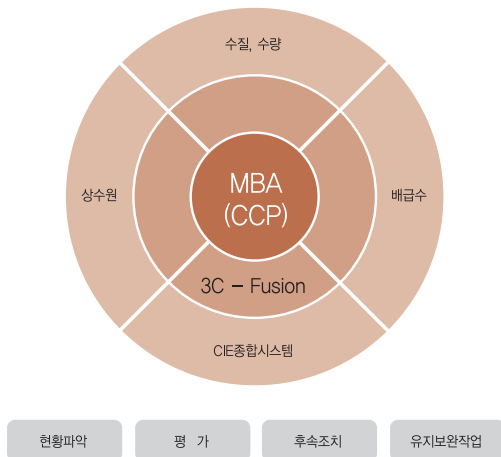 수질, 수량
상수원
MBA
(CCP)
배급수
3C – Fusion
CIE종합시스템
현황파악
평 가
후속조치
유지보완작업